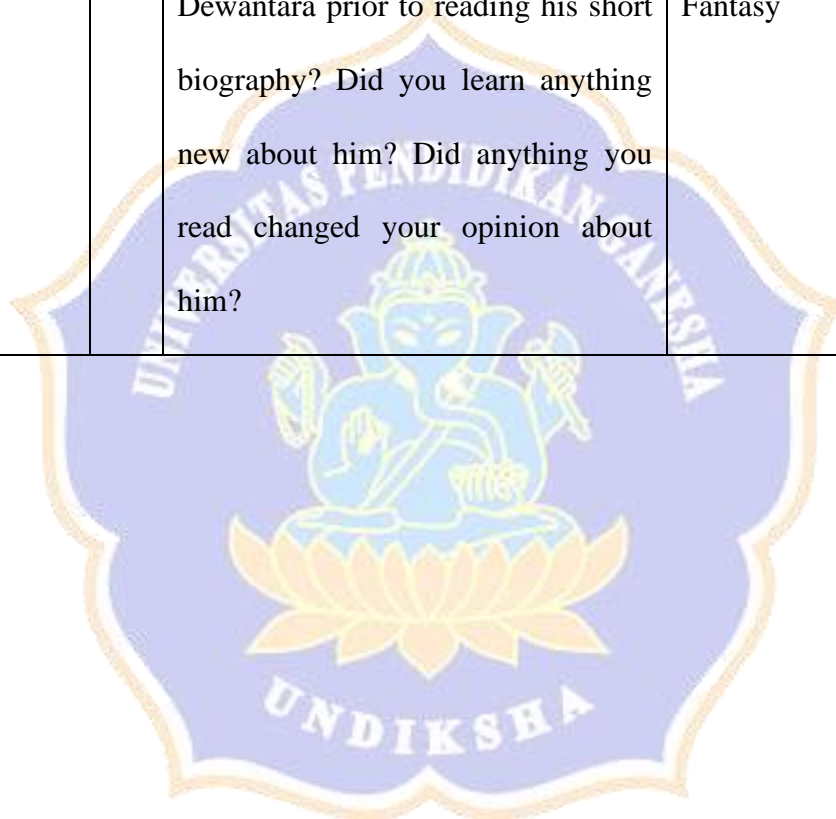 Dewantara prior to reading his short
Fantasy
biography? Did you learn anything
new about him? Did anything you
read changed your opinion about
him?
UNIVERSITAS PENDIDIKAN GANESHA
UNDIKSHA